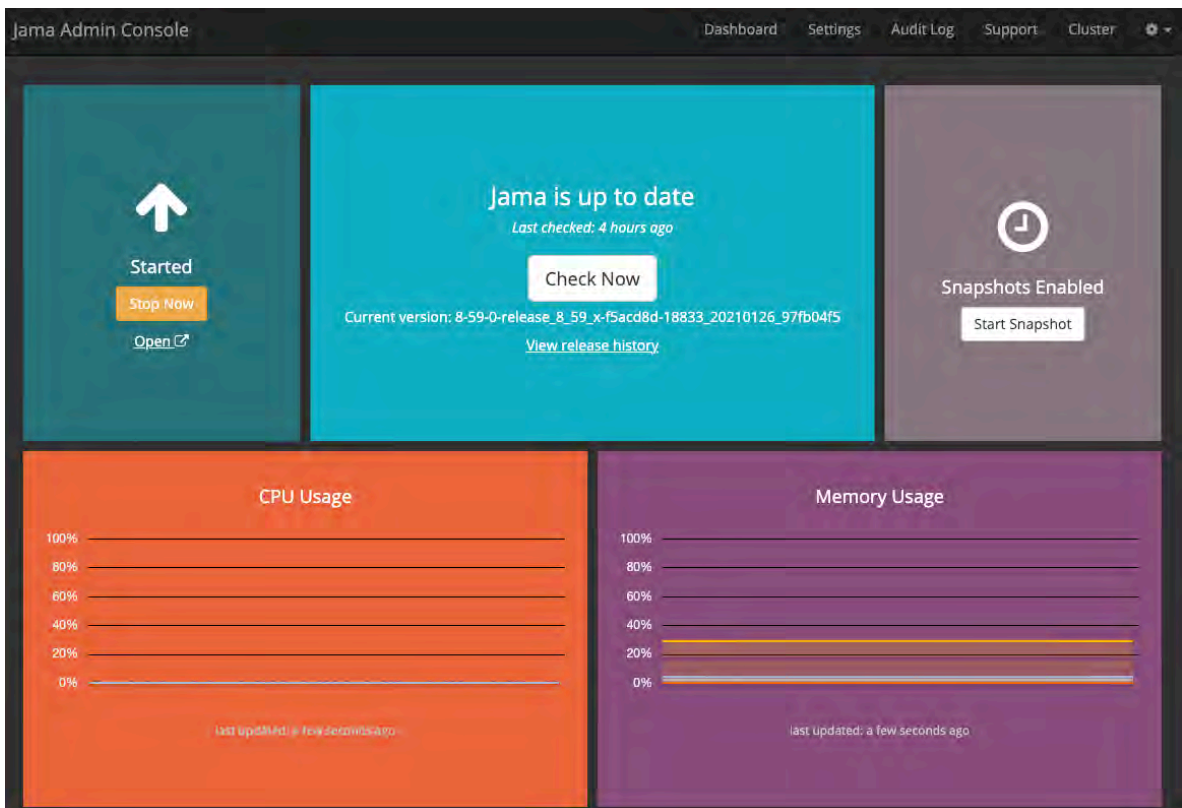 Jama Admin Console
Dashboard Settings Audit Log Support Cluster
Started
Stop Now
Open
Jama is up to date
Last checked: 4 hours ago
Check Now
Current version: 8-59-0-release_8_59_x-f5acd8d-18833_20210126_97fb04f5
View release history
Snapshots Enabled
Start Snapshot
CPU Usage
100%
80%
60%
40%
20%
0%
last updated: a few seconds ago
Memory Usage
100%
80%
60%
40%
20%
0%
last updated: a few seconds ago